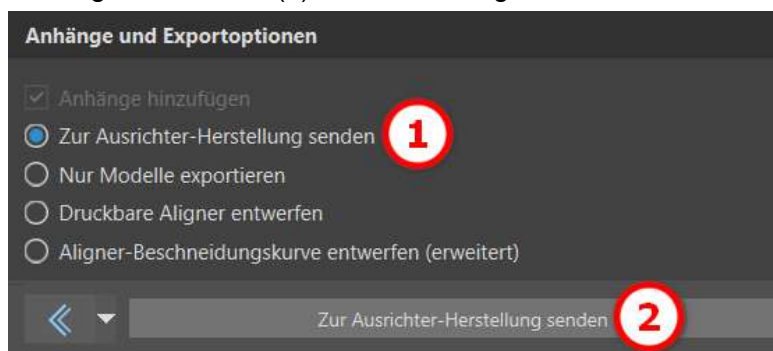 Anhänge und Exportoptionen
Anhänge hinzufügen
Zur Ausrichter-Herstellung senden 1
Nur Modelle exportieren
Druckbare Aligner entwerfen
Aligner-Beschneidungskurve entwerfen (erweitert)
Zur Ausrichter-Herstellung senden 2